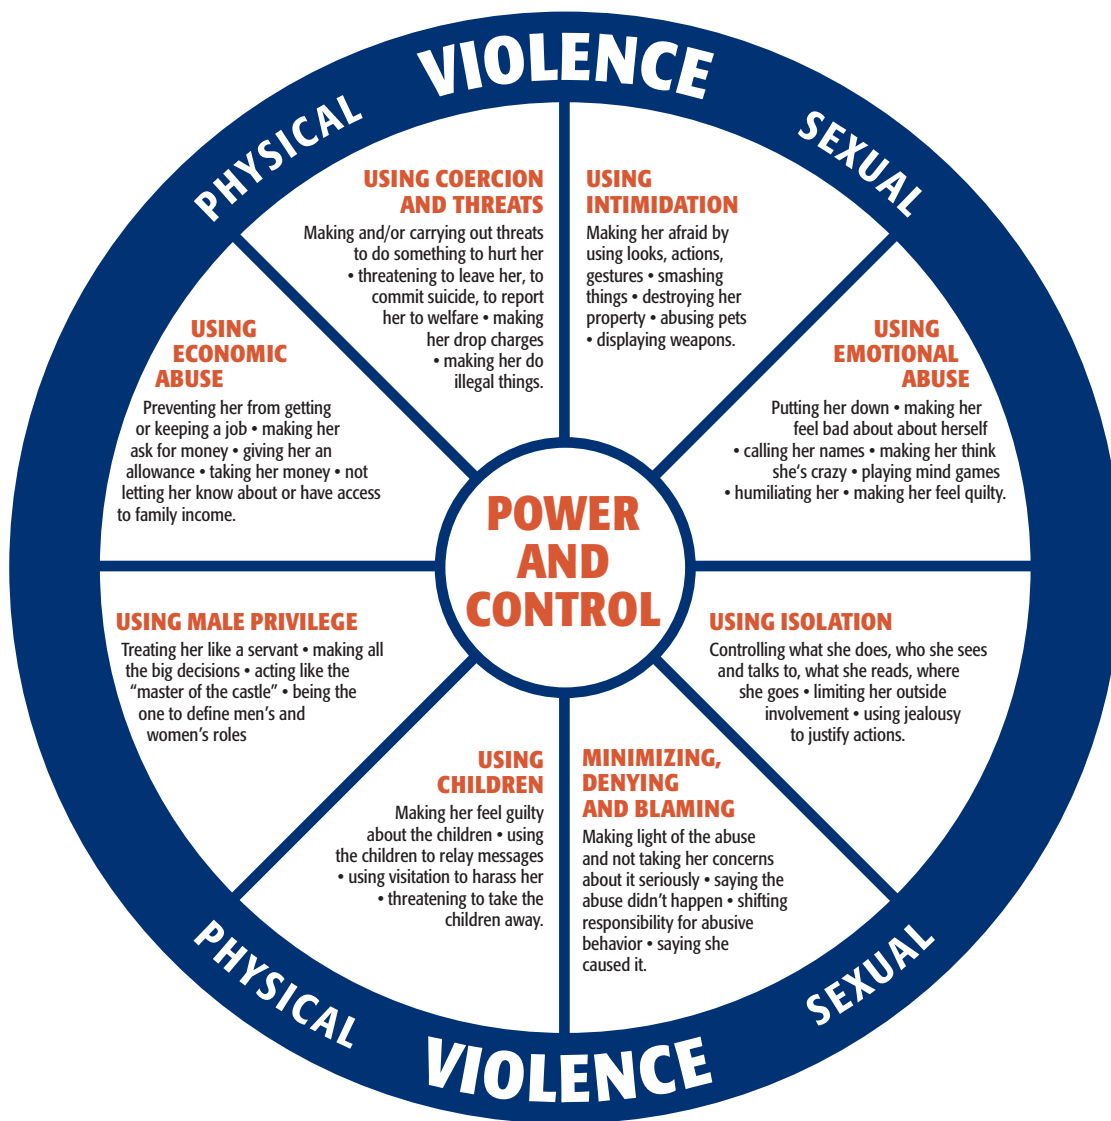 VIOLENCE
PHYSICAL
SEXUAL
USING COERCION
AND THREATS
Making and/or carrying out threats
to do something to hurt her
• threatening to leave her, to
commit suicide, to report
her to welfare • making
her drop charges
• making her do
illegal things.
USING
INTIMIDATION
Making her afraid by
using looks, actions,
gestures • smashing
things • destroying her
property • abusing pets
• displaying weapons.
USING
ECONOMIC
ABUSE
Preventing her from getting
or keeping a job • making her
ask for money • giving her an
allowance • taking her money • not
letting her know about or have access
to family income.
USING
EMOTIONAL
ABUSE
Putting her down • making her
feel bad about about herself
• calling her names • making her think
she's crazy • playing mind games
• humiliating her • making her feel quilty.
POWER
AND
CONTROL
USING MALE PRIVILEGE
Treating her like a servant • making all
the big decisions • acting like the
“master of the castle” • being the
one to define men’s and
women’s roles
USING ISOLATION
Controlling what she does, who she sees
and talks to, what she reads, where
she goes • limiting her outside
involvement • using jealousy
to justify actions.
USING
CHILDREN
Making her feel guilty
about the children • using
the children to relay messages
• using visitation to harass her
• threatening to take the
children away.
MINIMIZING,
DENYING
AND BLAMING
Making light of the abuse
and not taking her concerns
about it seriously • saying the
abuse didn’t happen • shifting
responsibility for abusive
behavior • saying she
caused it.
PHYSICAL
SEXUAL
VIOLENCE